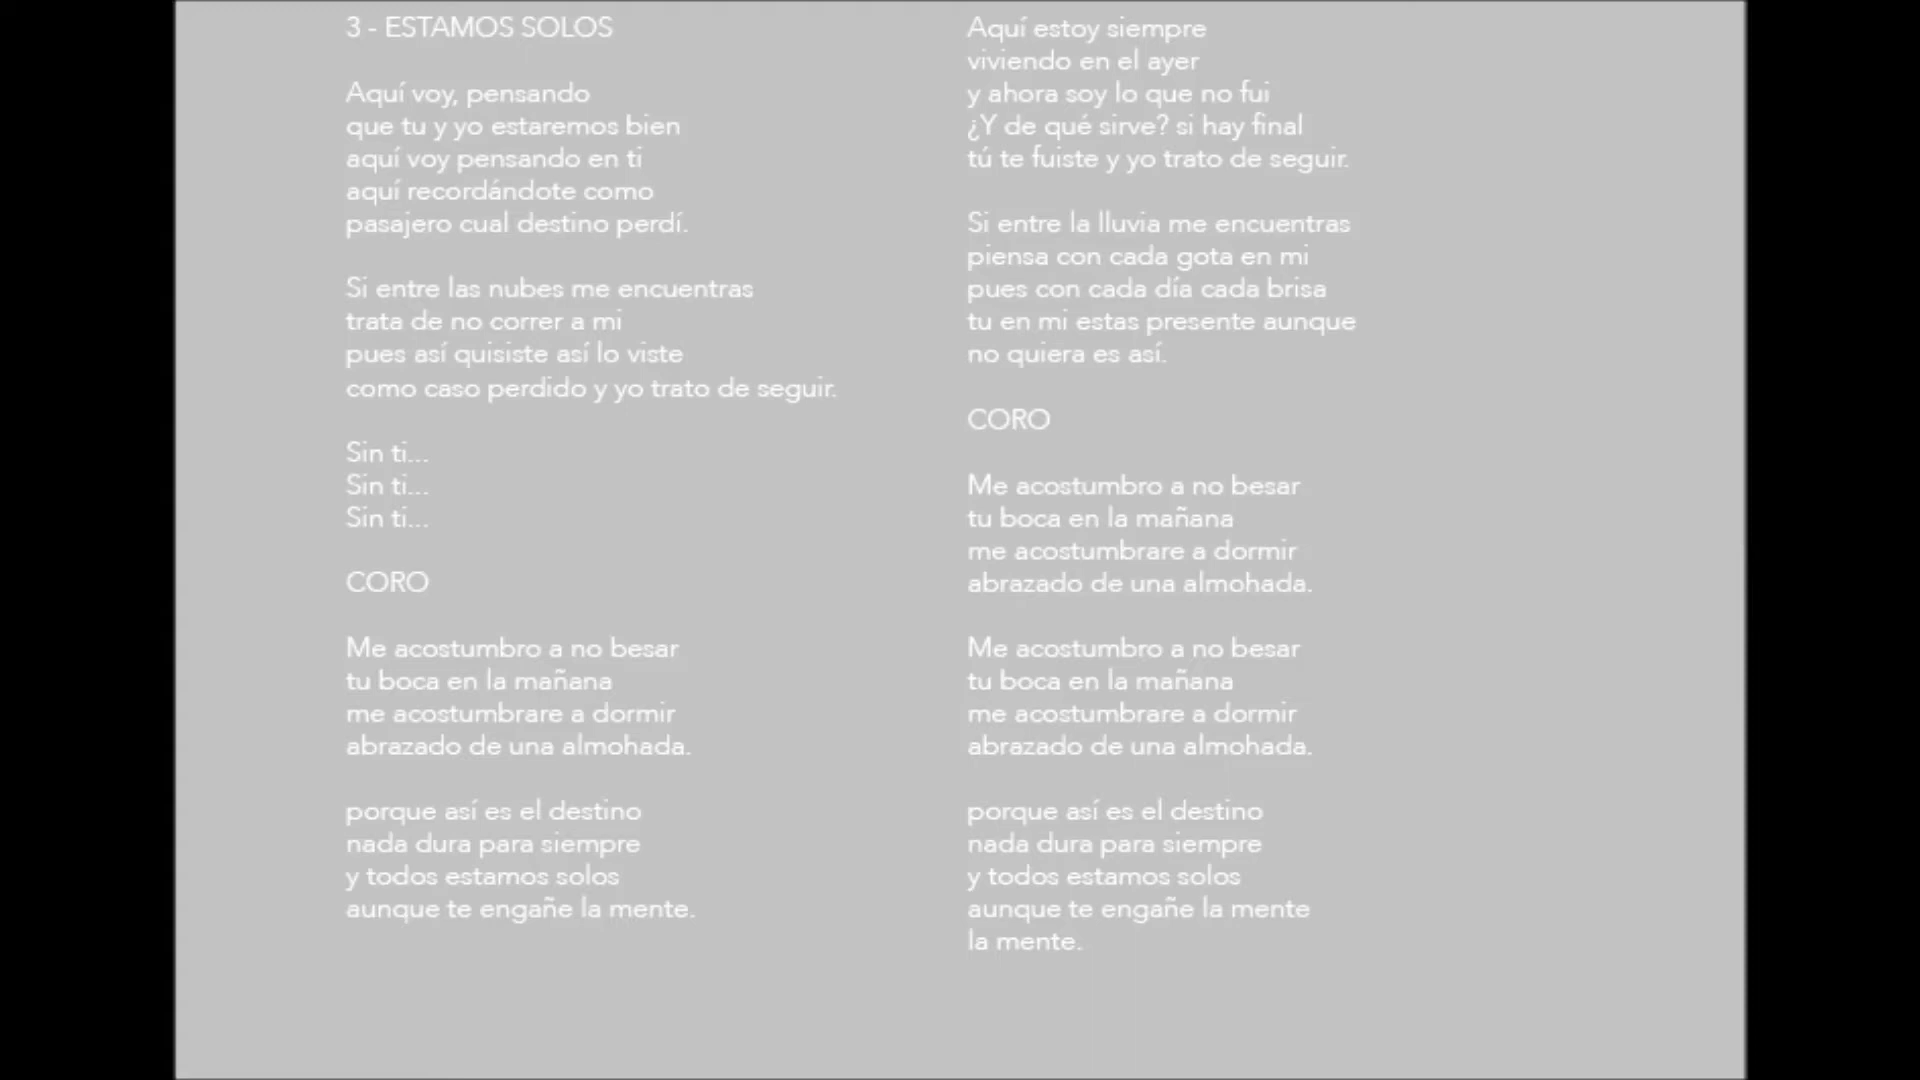 3 - ESTAMOS SOLOS
Aquí voy, pensando
que tu y yo estaremos bien
aquí voy pensando en ti
aquí recordándote como
pasajero cual destino perdí.
Si entre las nubes me encuentras
trata de no correr a mi
pues así quisiste así lo viste
como caso perdido y yo trato de seguir.
Sin ti...
Sin ti...
Sin ti...
CORO
Me acostumbro a no besar
tu boca en la mañana
me acostumbrare a dormir
abrazado de una almohada.
porque así es el destino
nada dura para siempre
y todos estamos solos
aunque te engañe la mente.
Aquí estoy siempre
viviendo en el ayer
y ahora soy lo que no fui
¿Y de qué sirve? si hay final
tú te fuiste y yo trato de seguir.
Si entre la lluvia me encuentras
piensa con cada gota en mi
pues con cada día cada brisa
tu en mi estas presente aunque
no quiera es así.
CORO
Me acostumbro a no besar
tu boca en la mañana
me acostumbrare a dormir
abrazado de una almohada.
Me acostumbro a no besar
tu boca en la mañana
me acostumbrare a dormir
abrazado de una almohada.
porque así es el destino
nada dura para siempre
y todos estamos solos
aunque te engañe la mente
la mente.